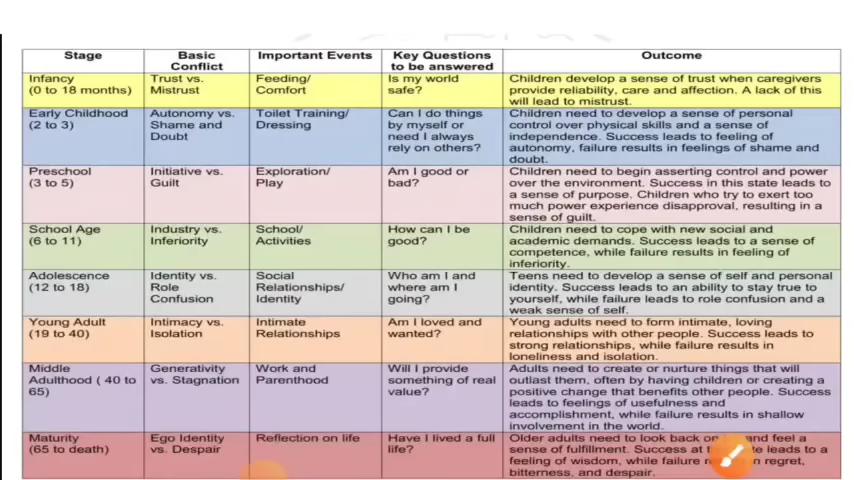 Stage
Basic
Conflict
Important Events
Key Questions
to be answered
Outcome
Infancy
(0 to 18 months)
Trust vs.
Mistrust
Feeding/
Comfort
Is my world
safe?
Children develop a sense of trust when caregivers
provide reliability, care and affection. A lack of this
will lead to mistrust.
Early Childhood
(2 to 3)
Autonomy vs.
Shame and
Doubt
Toilet Training/
Dressing
Can I do things
by myself or
need I always
rely on others?
Children need to develop a sense of personal
control over physical skills and a sense of
independence. Success leads to feeling of
autonomy, failure results in feelings of shame and
doubt.
Preschool
(3 to 5)
Initiative vs.
Guilt
Exploration/
Play
Am I good or
bad?
Children need to begin asserting control and power
over the environment. Success in this state leads to
a sense of purpose. Children who try to exert too
much power experience disapproval, resulting in a
sense of guilt.
School Age
(6 to 11)
Industry vs.
Inferiority
School/
Activities
How can I be
good?
Children need to cope with new social and
academic demands. Success leads to a sense of
competence, while failure results in feeling of
inferiority.
Adolescence
(12 to 18)
Identity vs.
Role
Confusion
Social
Relationships/
Identity
Who am I and
where am I
going?
Teens need to develop a sense of self and personal
identity. Success leads to an ability to stay true to
yourself, while failure leads to role confusion and a
weak sense of self.
Young Adult
(19 to 40)
Intimacy vs.
Isolation
Intimate
Relationships
Am I loved and
wanted?
Young adults need to form intimate, loving
relationships with other people. Success leads to
strong relationships, while failure results in
loneliness and isolation.
Middle
Adulthood ( 40 to
65)
Generativity
vs. Stagnation
Work and
Parenthood
Will I provide
something of real
value?
Adults need to create or nurture things that will
outlast them, often by having children or creating a
positive change that benefits other people. Success
leads to feelings of usefulness and
accomplishment, while failure results in shallow
involvement in the world.
Maturity
(65 to death)
Ego Identity
vs. Despair
Reflection on life
Have I lived a full
life?
Older adults need to look back on and feel a
sense of fulfillment. Success at leads to a
feeling of wisdom, while failure regret,
bitterness, and despair.